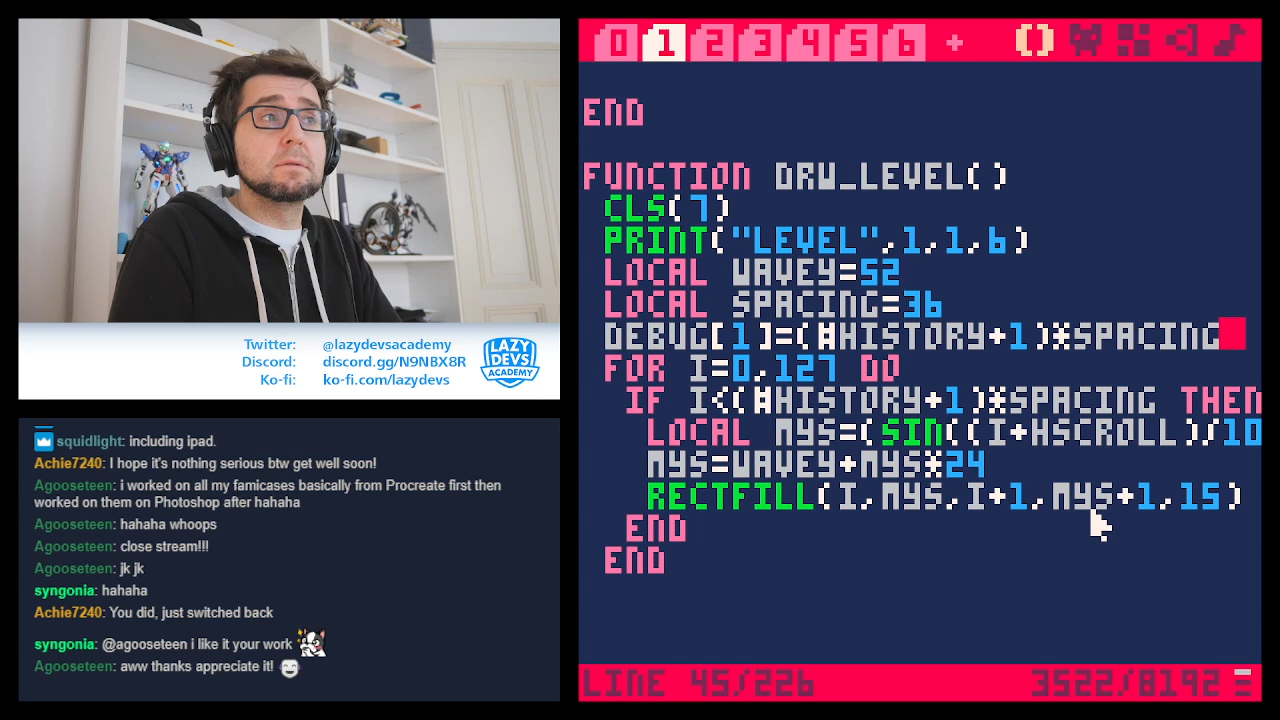 Twitter: @lazydevsacademy
Discord: discord.gg/N9NBX8R
Ko-fi: ko-fi.com/lazydevs
LAZY
DEVS
ACADEMY
squidlight: including ipad.
Achie7240: I hope it's nothing serious btw get well soon!
Agooseteen: i worked on all my famicases basically from Procreate first then
worked on them on Photoshop after hahaha
Agooseteen: hahaha whoops
Agooseteen: close stream!!!
Agooseteen: jk jk
syngonia: hahaha
Achie7240: You did, just switched back
syngonia: @agooseteen i like it your work
Agooseteen: aww thanks appreciate it!
0 1 2 3 4 5 6 + ()
END
FUNCTION DRW_LEVEL()
CLS(7)
PRINT("LEVEL",1,1,6)
LOCAL WAVEY=52
LOCAL SPACING=36
DEBUG[1]=(#HISTORY+1)*SPACING
FOR I=0,127 DO
IF I<(#HISTORY+1)*SPACING THEN
LOCAL MYS=(SIN((I+HSCROLL)/10
MYS=WAVEY+MYS*24
RECTFILL(I,MYS,I+1,MYS+1,15)
END
END
LINE 45/226
3522/8192